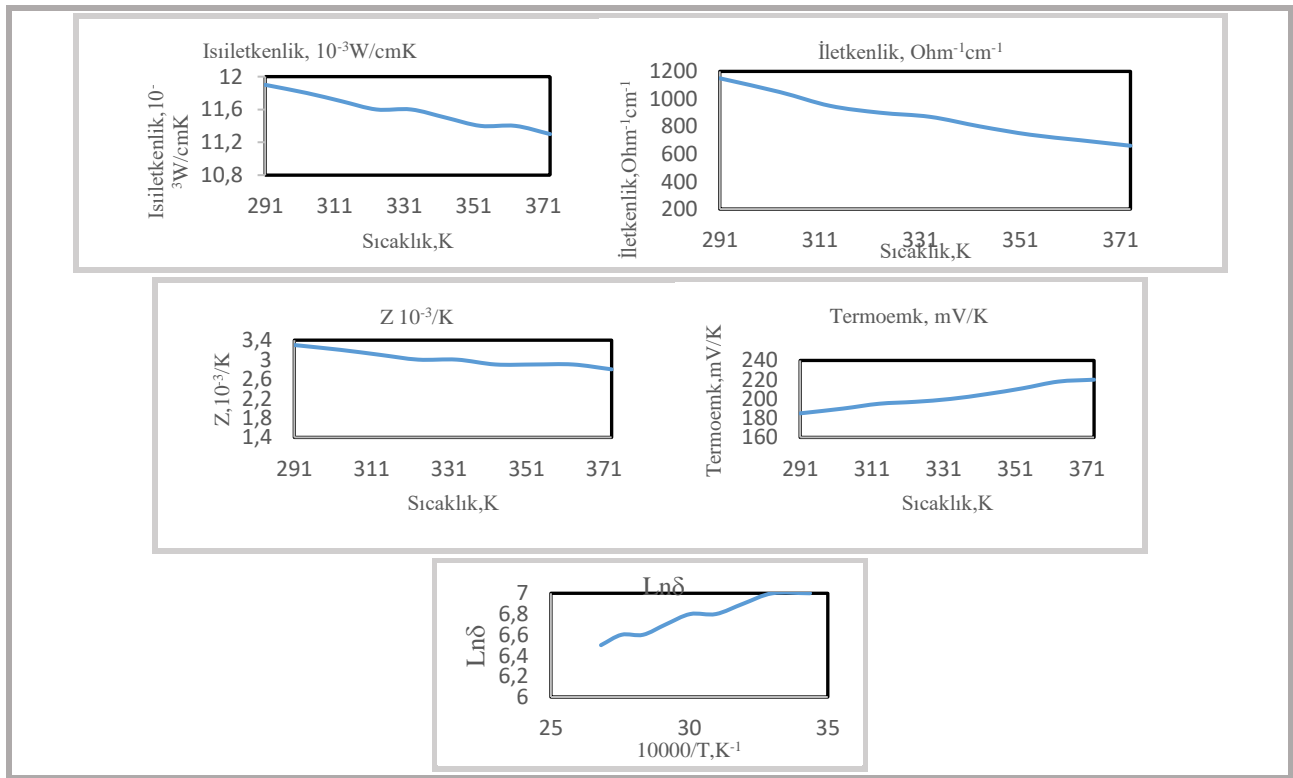 Isıiletkenlik, 10⁻³W/cmK
Isıiletkenlik,10⁻
³W/cmK
12
11,6
11,2
10,8
291 311 331 351 371
Sıcaklık,K
İletkenlik, Ohm⁻¹cm⁻¹
İletkenlik,Ohm⁻¹cm⁻¹
1200
1000
800
600
400
200
291 311 331 351 371
Sıcaklık,K
Z 10⁻³/K
Z,10⁻³/K
3,4
3
2,6
2,2
1,8
1,4
291 311 331 351 371
Sıcaklık,K
Termoemk, mV/K
Termoemk,mV/K
240
220
200
180
160
291 311 331 351 371
Sıcaklık,K
Lnδ
Lnδ
7
6,8
6,6
6,4
6,2
6
25 30 35
10000/T,K⁻¹